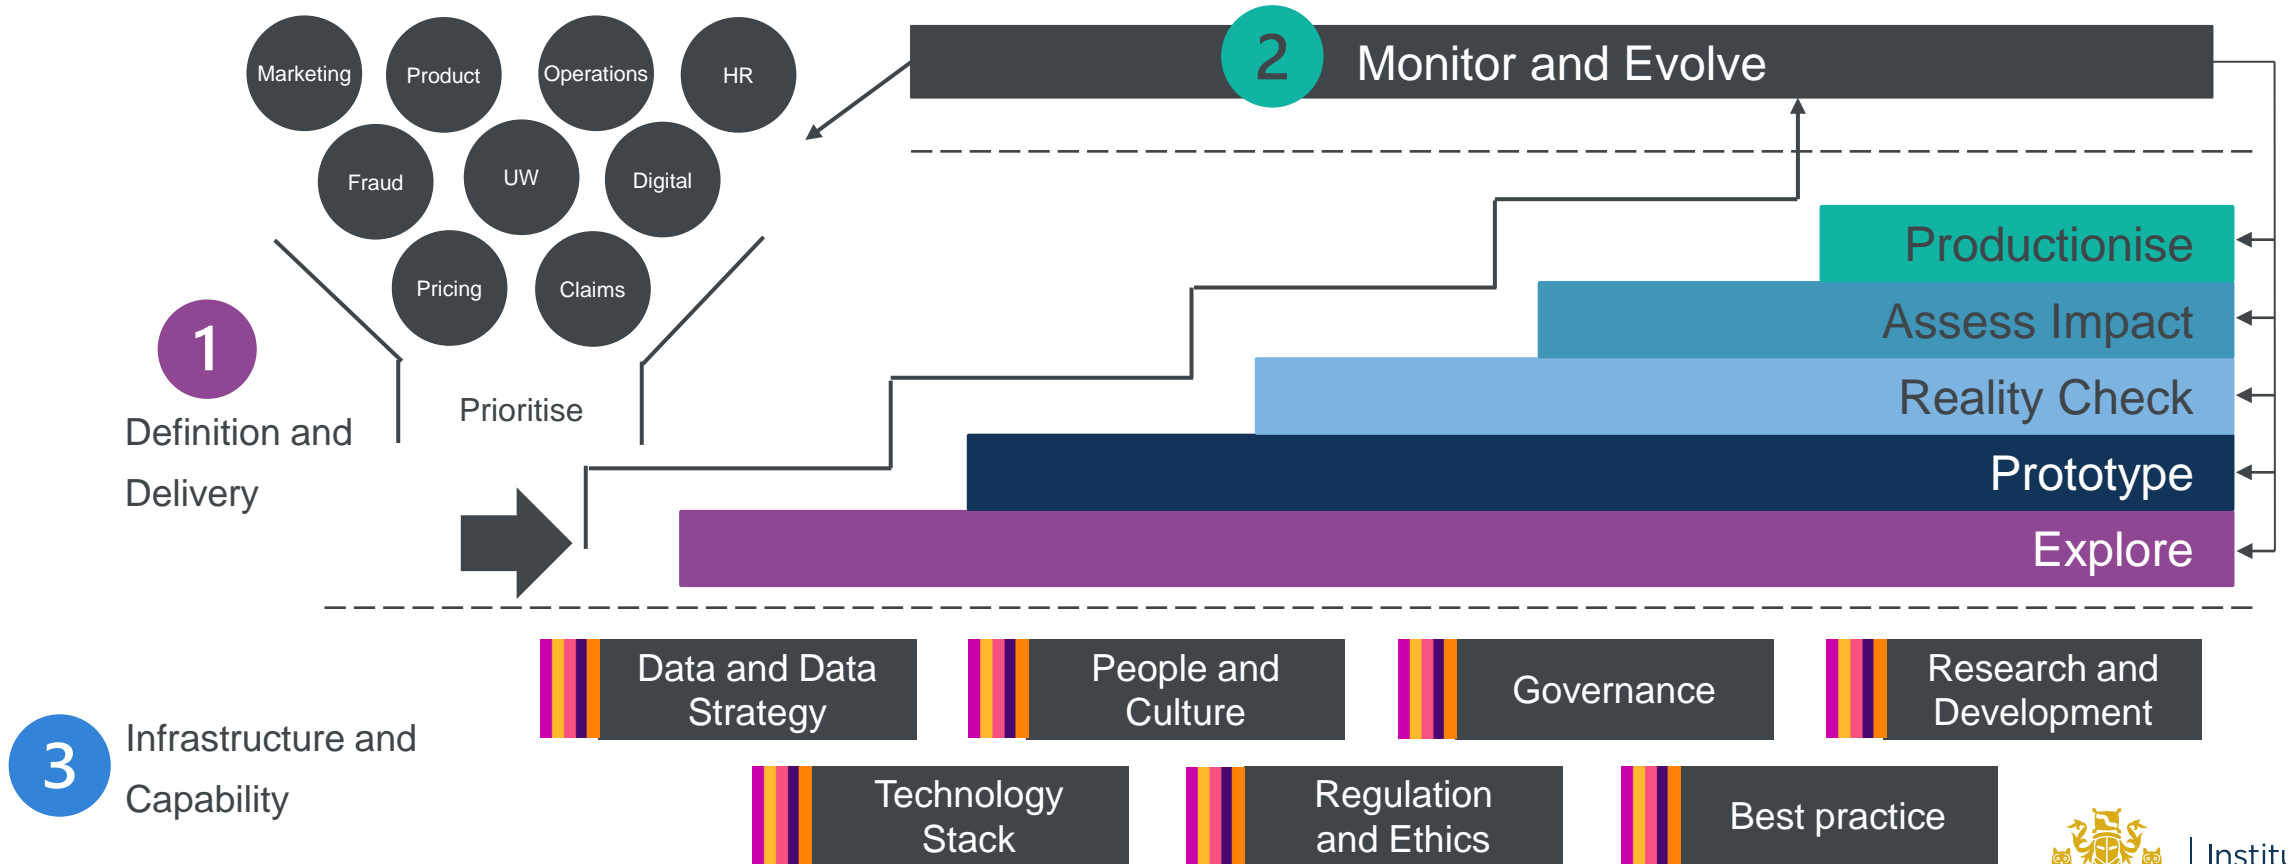 Marketing
Product
Operations
HR
2
Monitor and Evolve
Fraud
UW
Digital
Pricing
Claims
1
Definition and
Delivery
Prioritise
Productionise
Assess Impact
Reality Check
Prototype
Explore
3
Infrastructure and
Capability
Data and Data
Strategy
People and
Culture
Governance
Research and
Development
Technology
Stack
Regulation
and Ethics
Best practice